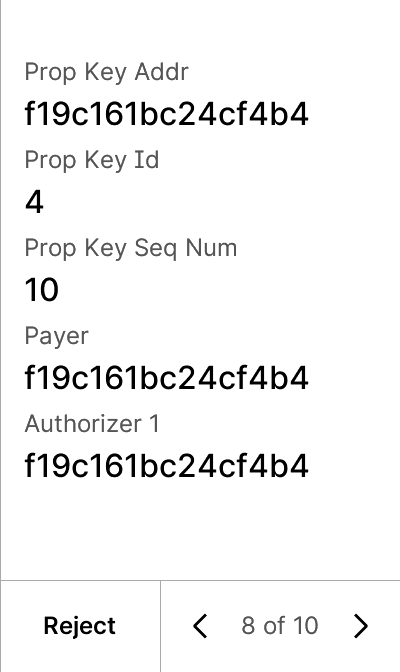 Prop Key Addr
f19c161bc24cf4b4
Prop Key Id
4
Prop Key Seq Num
10
Payer
f19c161bc24cf4b4
Authorizer 1
f19c161bc24cf4b4
Reject
8 of 10